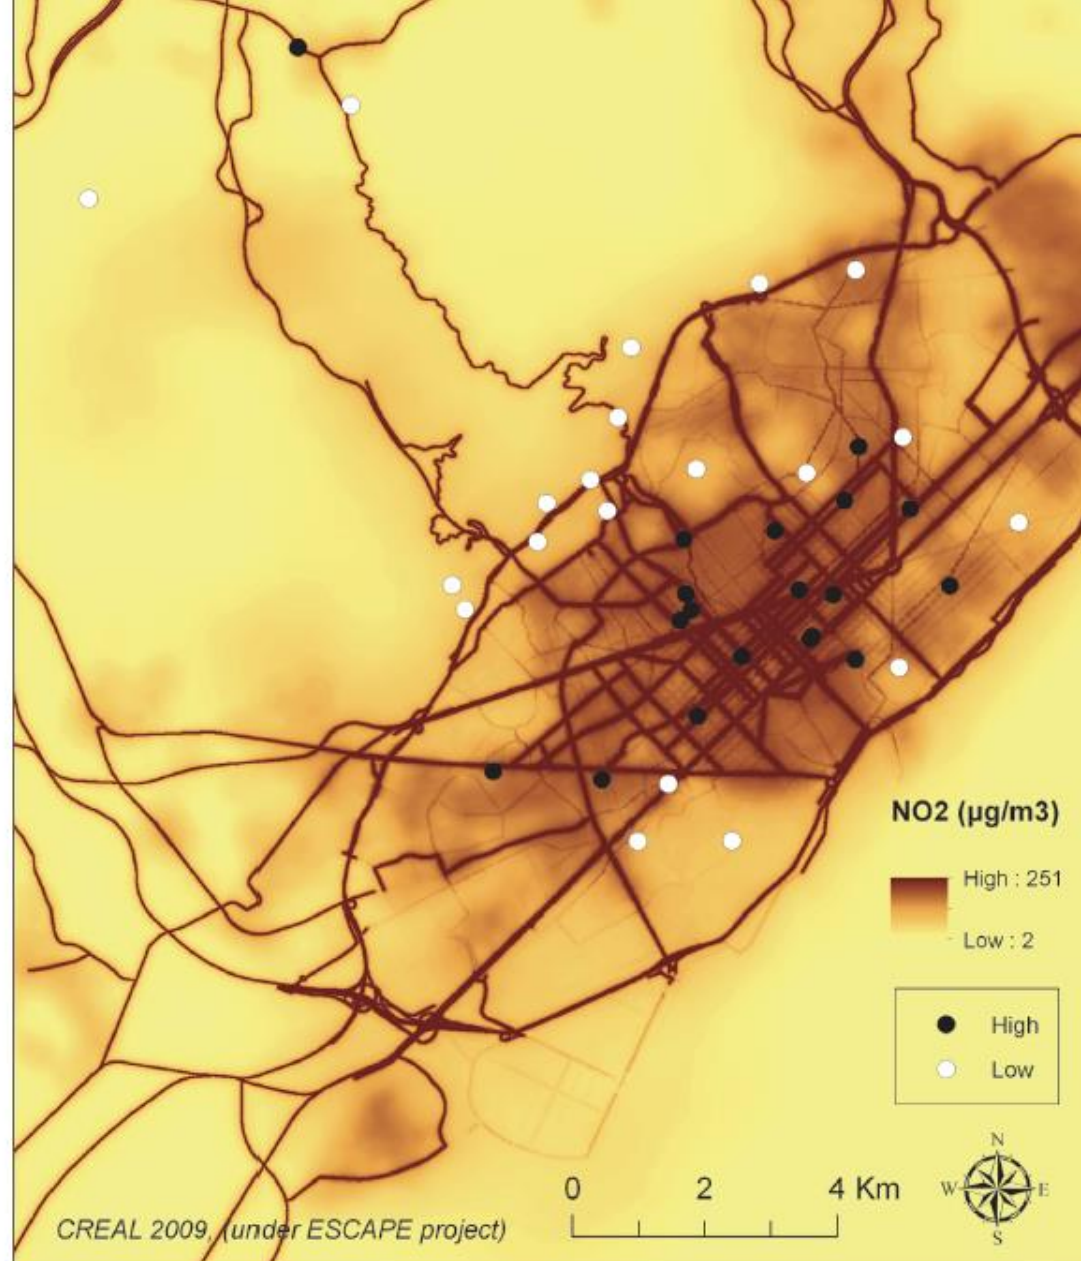 NO2 (µg/m3)
High : 251
Low : 2
High
Low
N
W E
S
0 2 4 Km
CREAL 2009, (under ESCAPE project)